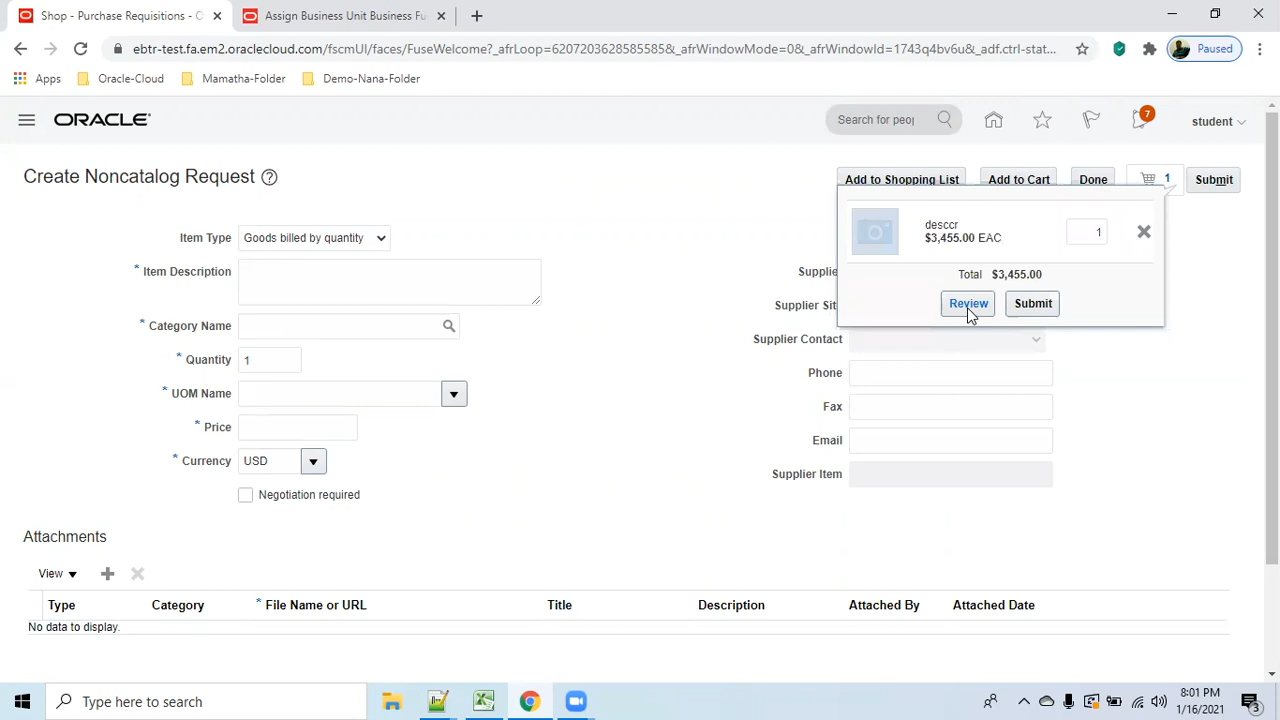 Shop - Purchase Requisitions - O
Assign Business Unit Business Fu
ebtr-test.fa.em2.oraclecloud.com/fscmUI/faces/FuseWelcome?_afrLoop=62072036285855856&_afrWindowMode=0&_afrWindowId=1743q4bv6u&_adf.ctrl-stat...
Paused
Apps
Oracle-Cloud
Mamatha-Folder
Demo-Nana-Folder
ORACLE
Search for peop
7
student
Create Noncatalog Request
Add to Shopping List
Add to Cart
Done
1
Submit
desccr
$3,455.00 EAC
1
Total $3,455.00
Review
Submit
Item Type Goods billed by quantity
* Item Description
* Category Name
* Quantity 1
* UOM Name
* Price
* Currency USD
Negotiation required
Supplie
Supplier Sit
Supplier Contact
Phone
Fax
Email
Supplier Item
Attachments
View
Type
Category
* File Name or URL
Title
Description
Attached By
Attached Date
No data to display.
Type here to search
8:01 PM
1/16/2021
3